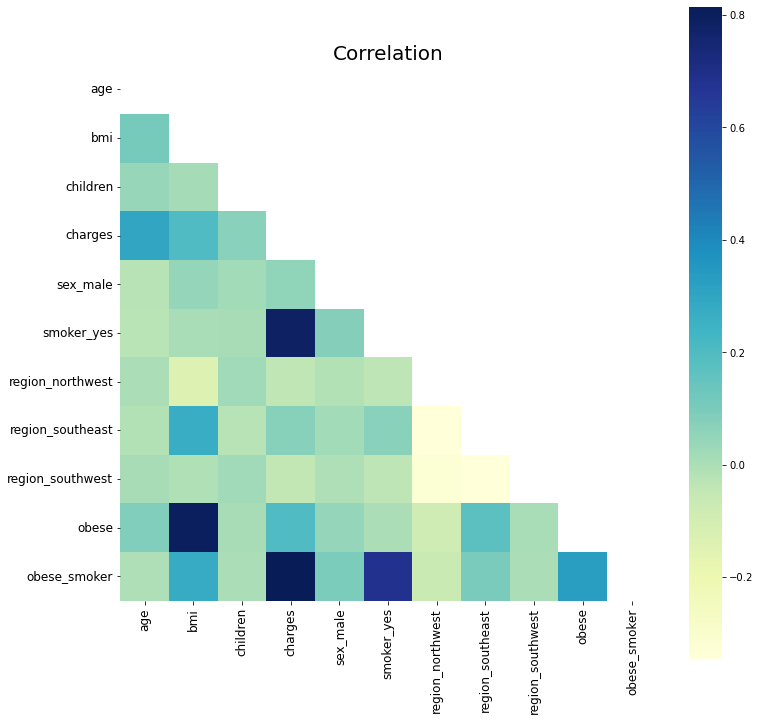 Correlation
age
bmi
children
charges
sex_male
smoker_yes
region_northwest
region_southeast
region_southwest
obese
obese_smoker
age
bmi
children
charges
sex_male
smoker_yes
region_northwest
region_southeast
region_southwest
obese
obese_smoker
0.8
0.6
0.4
0.2
0.0
−0.2